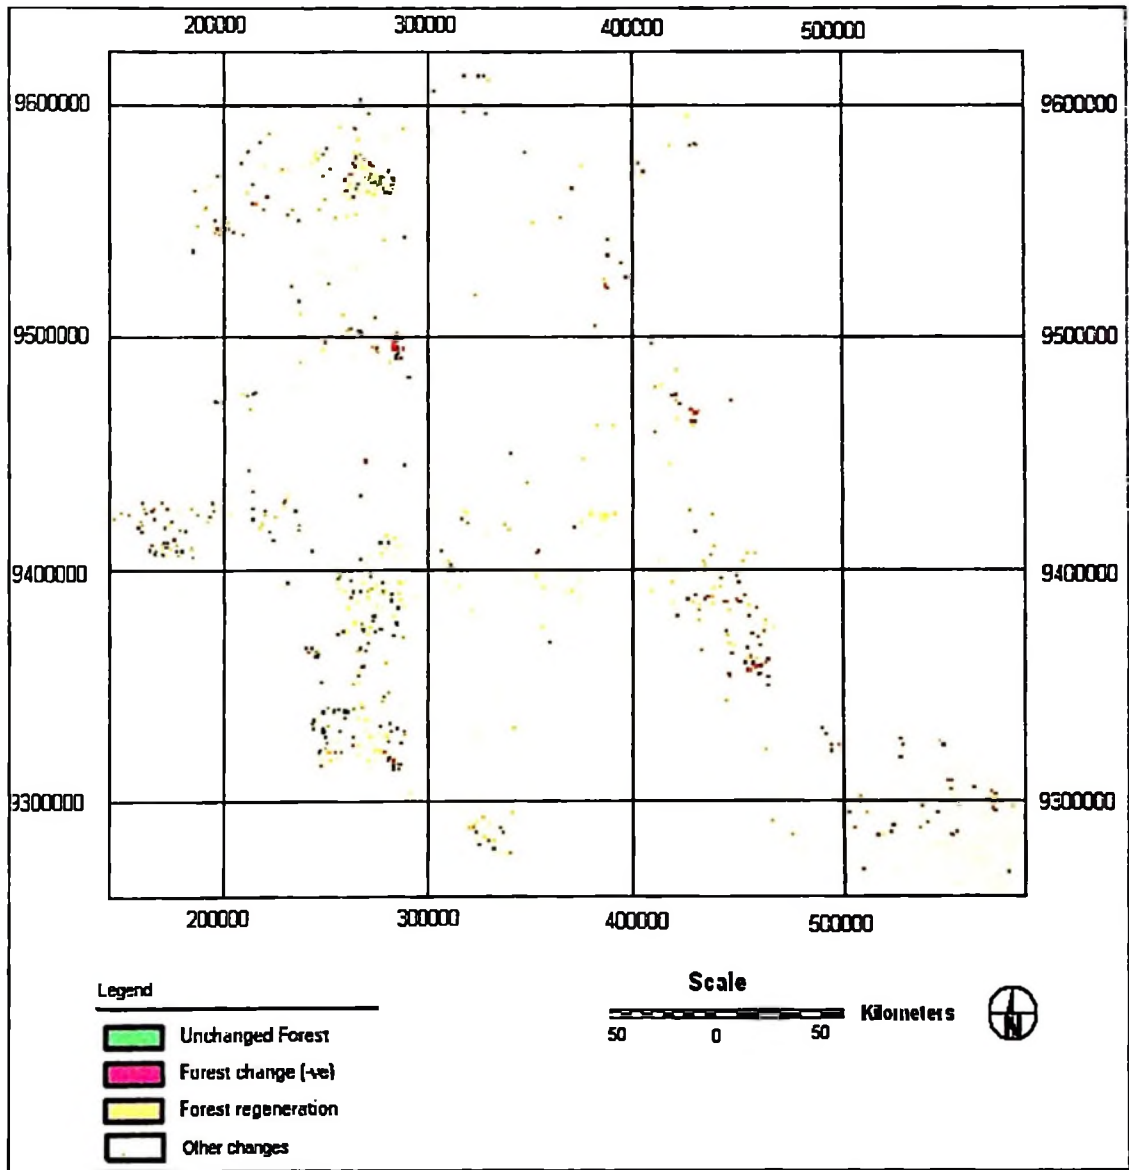 200000 300000 400000 500000
9600000 9600000
9500000 9500000
9400000 9400000
9300000 9300000
200000 300000 400000 500000
Legend
Scale
Unchanged Forest
50 0 50 Kilometers
N
Forest change (-ve)
Forest regeneration
Other changes